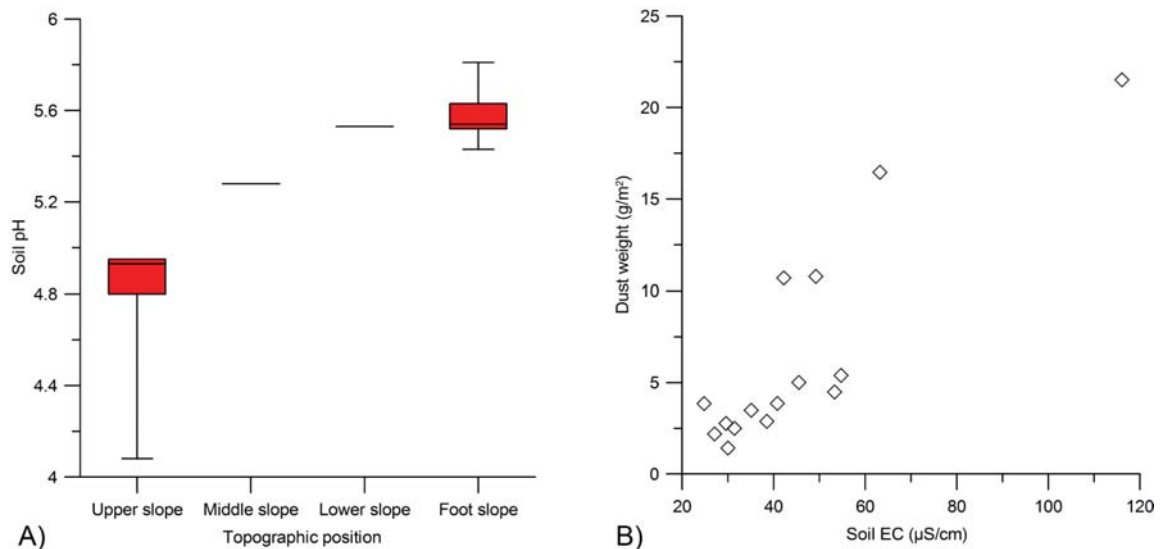 6
5.6
5.2
4.8
4.4
4
Soil pH
Upper slope Middle slope Lower slope Foot slope
Topographic position
A)
25
20
15
10
5
0
Dust weight (g/m²)
20 40 60 80 100 120
Soil EC (µS/cm)
B)